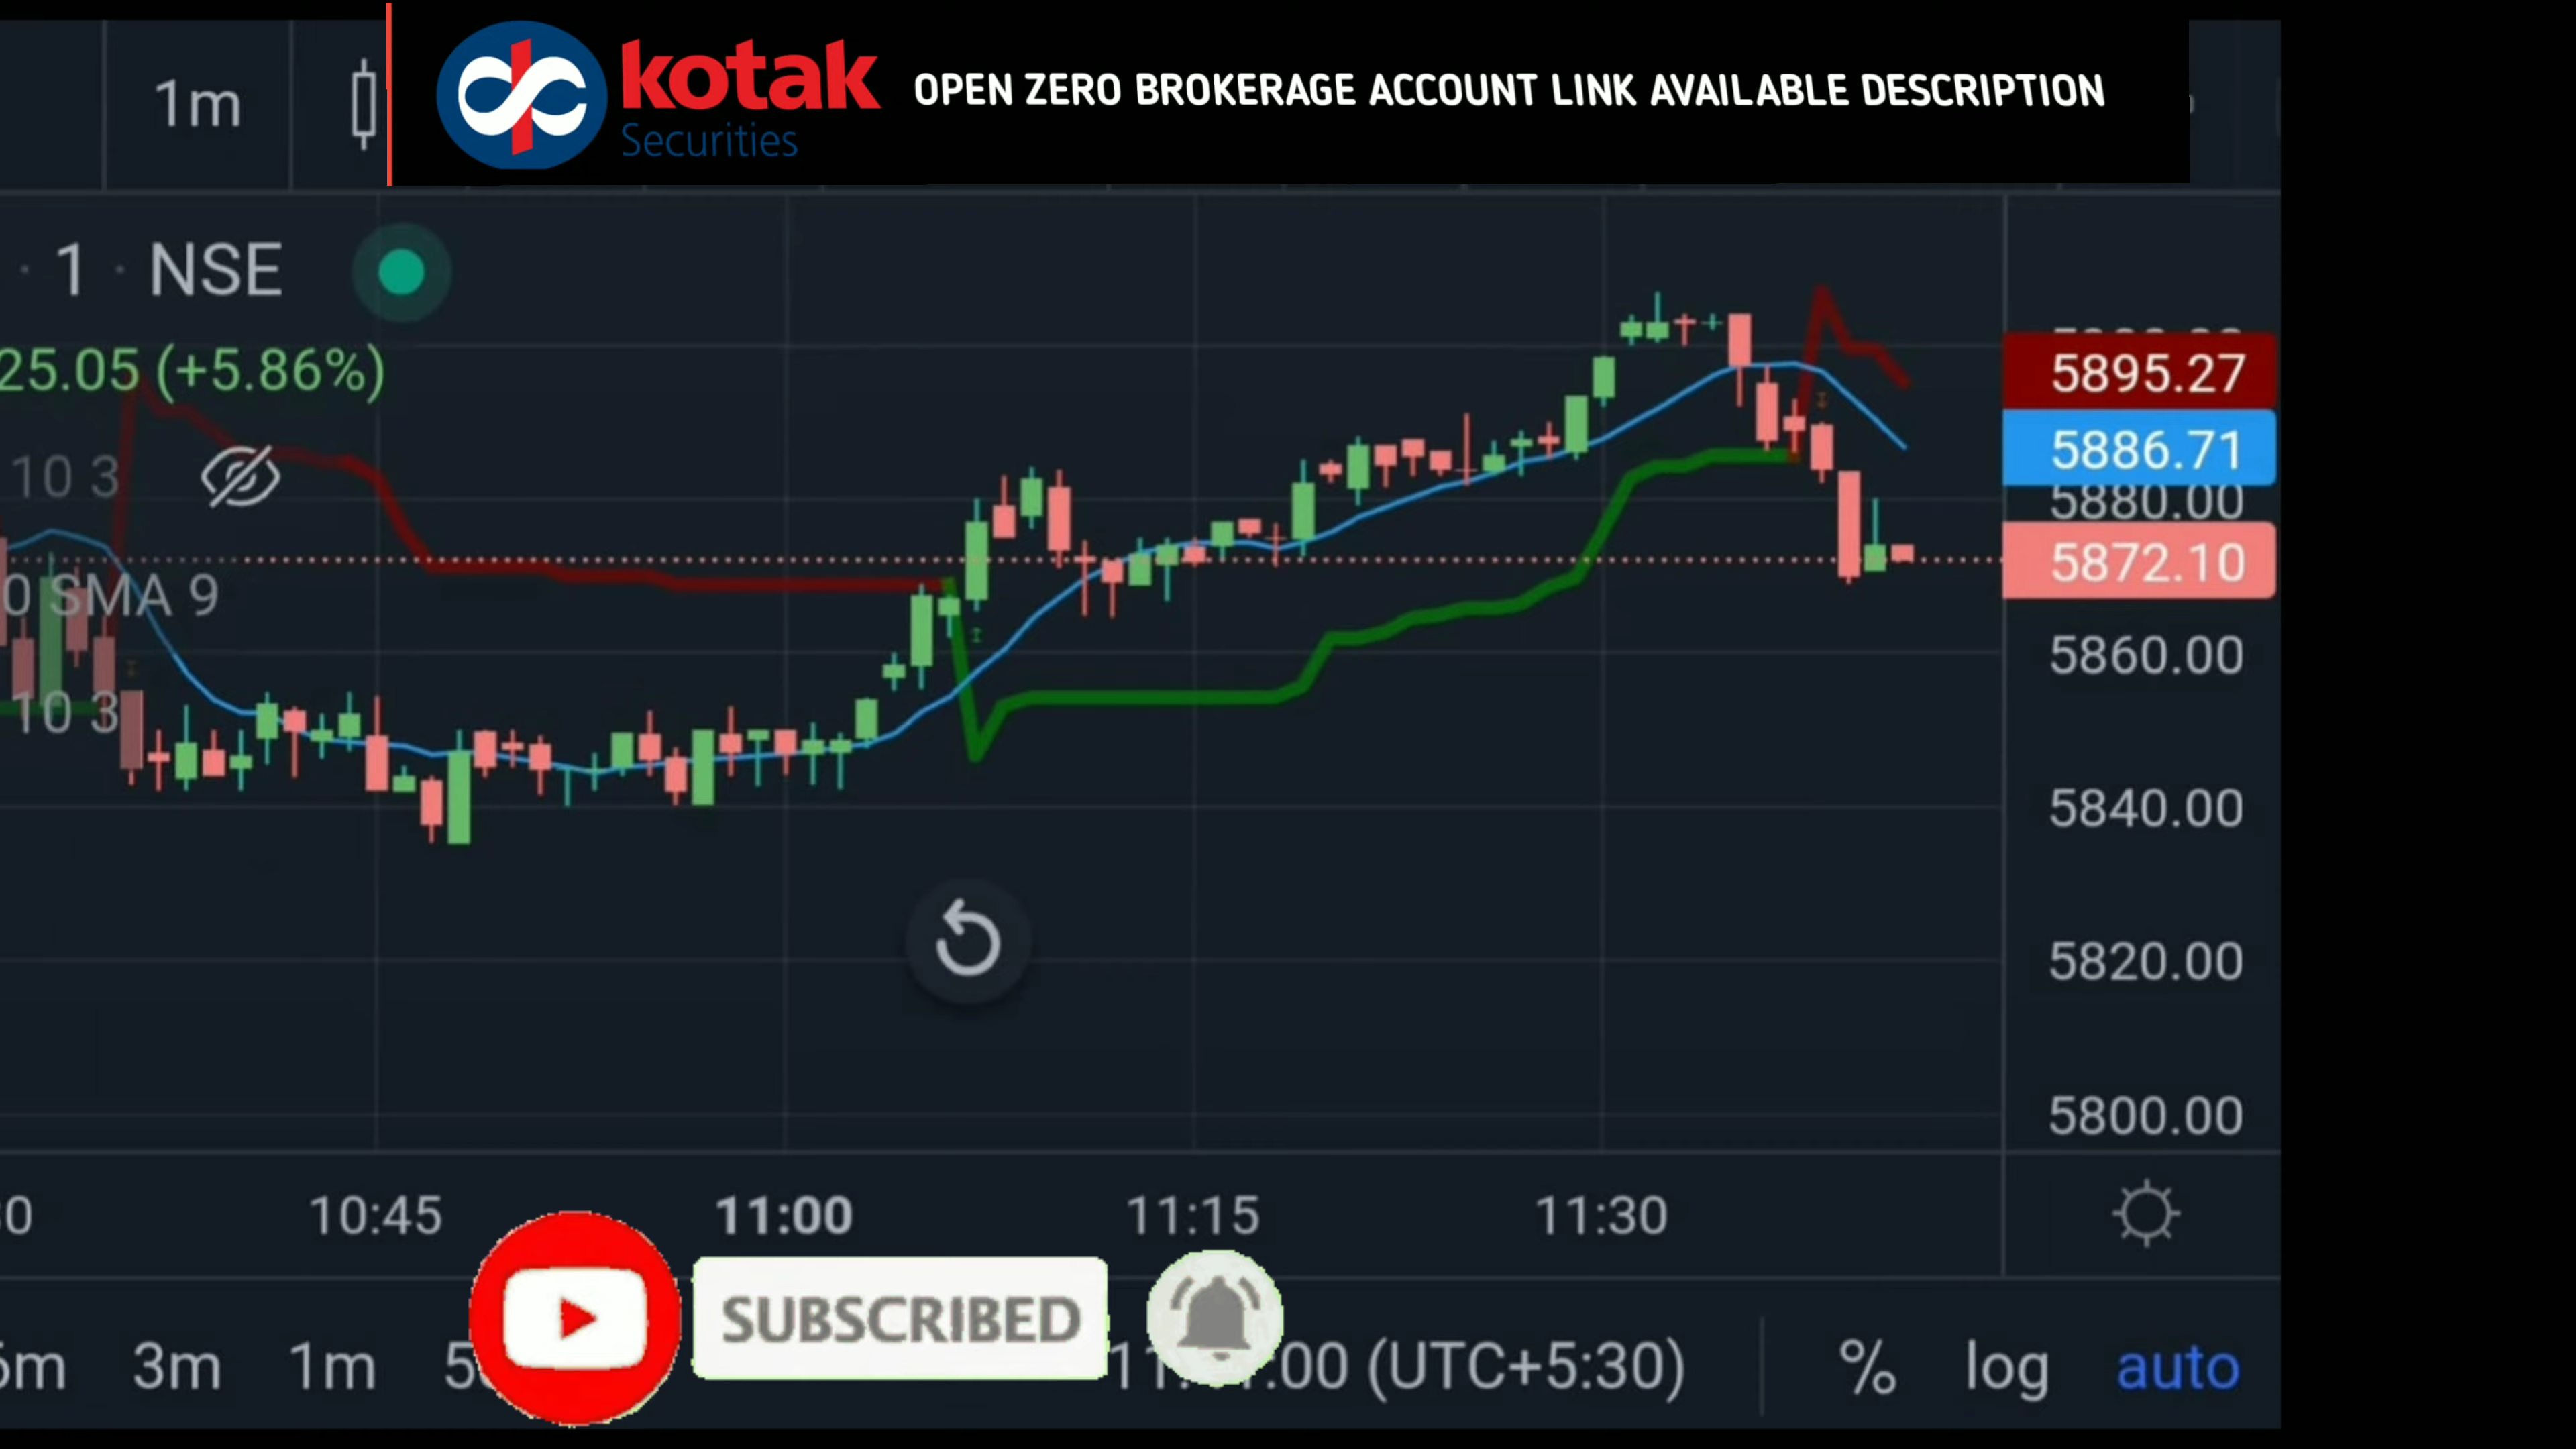 kotak
Securities
OPEN ZERO BROKERAGE ACCOUNT LINK AVAILABLE DESCRIPTION
1m
· 1 · NSE
25.05 (+5.86%)
10 3
0 SMA 9
10 3
5895.27
5886.71
5880.00
5872.10
5860.00
5840.00
5820.00
5800.00
10:45 11:00 11:15 11:30
SUBSCRIBED
3m 1m (UTC+5:30) % log auto